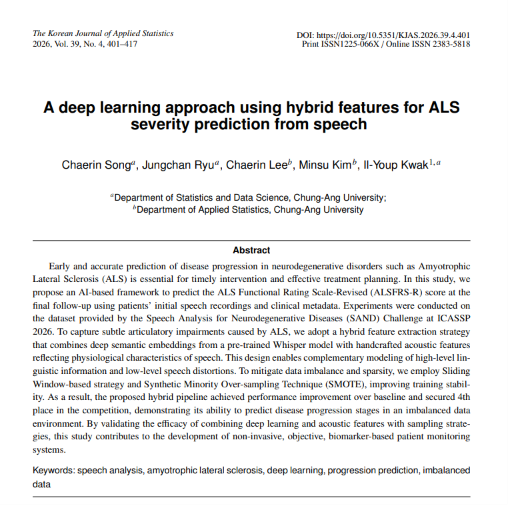 The Korean Journal of Applied Statistics
2026, Vol. 39, No. 4, 401–417
DOI: https://doi.org/10.5351/KJAS.2026.39.4.401
Print ISSN1225-066X / Online ISSN 2383-5818
A deep learning approach using hybrid features for ALS
severity prediction from speech
Chaerin Songᵃ, Jungchan Ryuᵃ, Chaerin Leeᵇ, Minsu Kimᵇ, Il-Youp Kwak¹·ᵃ
ᵃDepartment of Statistics and Data Science, Chung-Ang University;
ᵇDepartment of Applied Statistics, Chung-Ang University
Abstract
Early and accurate prediction of disease progression in neurodegenerative disorders such as Amyotrophic
Lateral Sclerosis (ALS) is essential for timely intervention and effective treatment planning. In this study, we
propose an AI-based framework to predict the ALS Functional Rating Scale-Revised (ALSFRS-R) score at the
final follow-up using patients' initial speech recordings and clinical metadata. Experiments were conducted on
the dataset provided by the Speech Analysis for Neurodegenerative Diseases (SAND) Challenge at ICASSP
2026. To capture subtle articulatory impairments caused by ALS, we adopt a hybrid feature extraction strategy
that combines deep semantic embeddings from a pre-trained Whisper model with handcrafted acoustic features
reflecting physiological characteristics of speech. This design enables complementary modeling of high-level lin-
guistic information and low-level speech distortions. To mitigate data imbalance and sparsity, we employ Sliding
Window-based strategy and Synthetic Minority Over-sampling Technique (SMOTE), improving training stabil-
ity. As a result, the proposed hybrid pipeline achieved performance improvement over baseline and secured 4th
place in the competition, demonstrating its ability to predict disease progression stages in an imbalanced data
environment. By validating the efficacy of combining deep learning and acoustic features with sampling strate-
gies, this study contributes to the development of non-invasive, objective, biomarker-based patient monitoring
systems.
Keywords: speech analysis, amyotrophic lateral sclerosis, deep learning, progression prediction, imbalanced
data